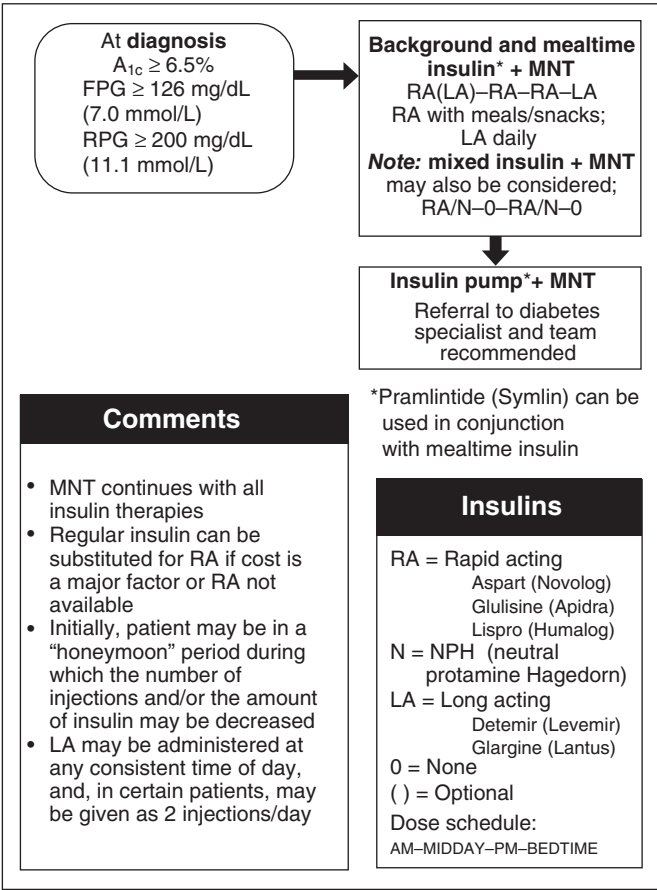 At diagnosis
A1c ≥ 6.5%
FPG ≥ 126 mg/dL
(7.0 mmol/L)
RPG ≥ 200 mg/dL
(11.1 mmol/L)
Background and mealtime
insulin* + MNT
RA(LA)–RA–RA–LA
RA with meals/snacks;
LA daily
Note: mixed insulin + MNT
may also be considered;
RA/N–0–RA/N–0
Insulin pump*+ MNT
Referral to diabetes
specialist and team
recommended
*Pramlintide (Symlin) can be
used in conjunction
with mealtime insulin
Comments
• MNT continues with all
insulin therapies
• Regular insulin can be
substituted for RA if cost is
a major factor or RA not
available
• Initially, patient may be in a
“honeymoon” period during
which the number of
injections and/or the amount
of insulin may be decreased
• LA may be administered at
any consistent time of day,
and, in certain patients, may
be given as 2 injections/day
Insulins
RA = Rapid acting
Aspart (Novolog)
Glulisine (Apidra)
Lispro (Humalog)
N = NPH (neutral
protamine Hagedorn)
LA = Long acting
Detemir (Levemir)
Glargine (Lantus)
0 = None
( ) = Optional
Dose schedule:
AM–MIDDAY–PM–BEDTIME